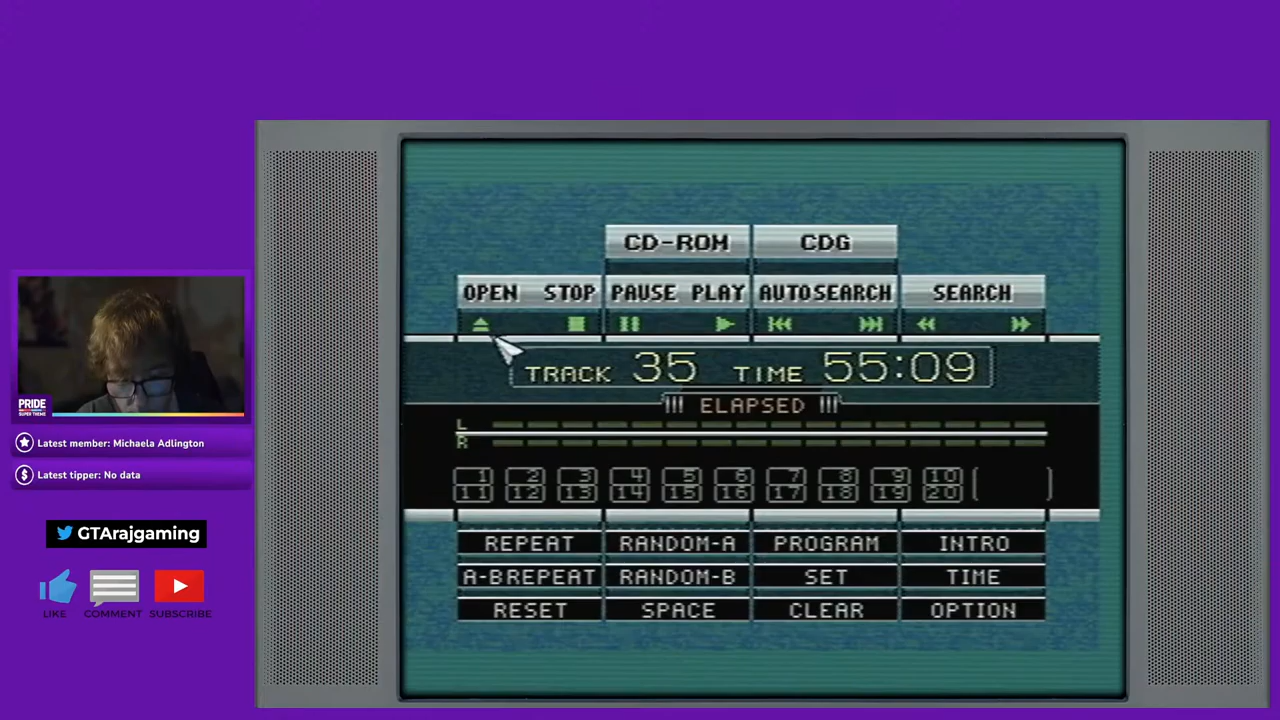 CD-ROM CDG
OPEN STOP PAUSE PLAY AUTOSEARCH SEARCH
TRACK 35 TIME 55:09
ELAPSED
L
R
1 2 3 4 5 6 7 8 9 10
11 12 13 14 15 16 17 18 19 20
REPEAT RANDOM-A PROGRAM INTRO
A-BREPEAT RANDOM-B SET TIME
RESET SPACE CLEAR OPTION
PRIDE
SUPER THEME
Latest member: Michaela Adlington
Latest tipper: No data
GTArajgaming
LIKE COMMENT SUBSCRIBE